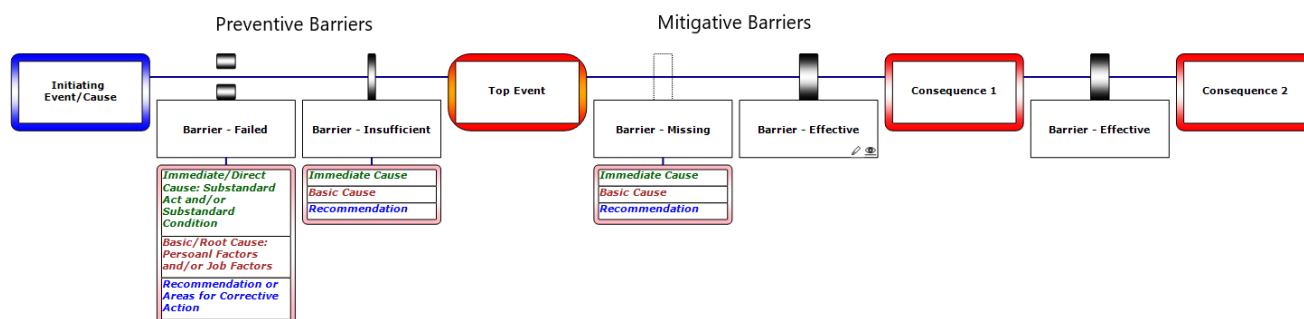 Preventive Barriers
Mitigative Barriers
Initiating
Event/Cause
Barrier - Failed
Barrier - Insufficient
Top Event
Barrier - Missing
Barrier - Effective
Consequence 1
Barrier - Effective
Consequence 2
Immediate/Direct
Cause: Substandard
Act and/or
Substandard
Condition
Basic/Root Cause:
Persoanl Factors
and/or Job Factors
Recommendation or
Areas for Corrective
Action
Immediate Cause
Basic Cause
Recommendation
Immediate Cause
Basic Cause
Recommendation